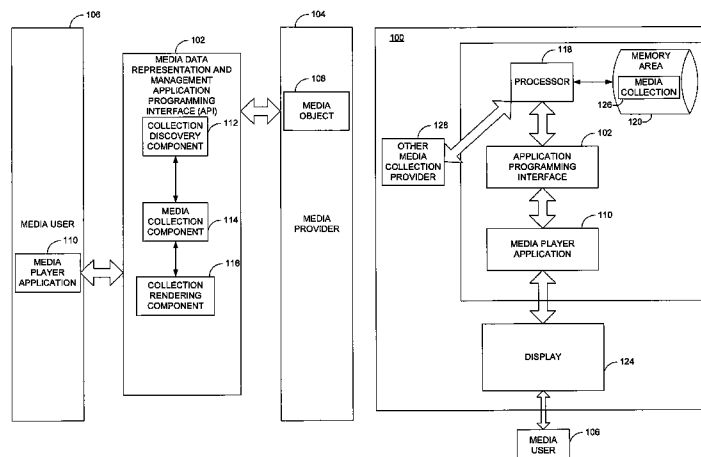 106
MEDIA USER
110
MEDIA
PLAYER
APPLICATION
102
MEDIA DATA
REPRESENTATION AND
MANAGEMENT
APPLICATION
PROGRAMMING
INTERFACE (API)
112
COLLECTION
DISCOVERY
COMPONENT
MEDIA
COLLECTION
COMPONENT
114
COLLECTION
RENDERING
COMPONENT
116
104
108
MEDIA
OBJECT
MEDIA
PROVIDER
100
118
PROCESSOR
MEMORY
AREA
MEDIA
COLLECTION
126
120
128
OTHER
MEDIA
COLLECTION
PROVIDER
102
APPLICATION
PROGRAMMING
INTERFACE
110
MEDIA PLAYER
APPLICATION
DISPLAY
124
106
MEDIA
USER